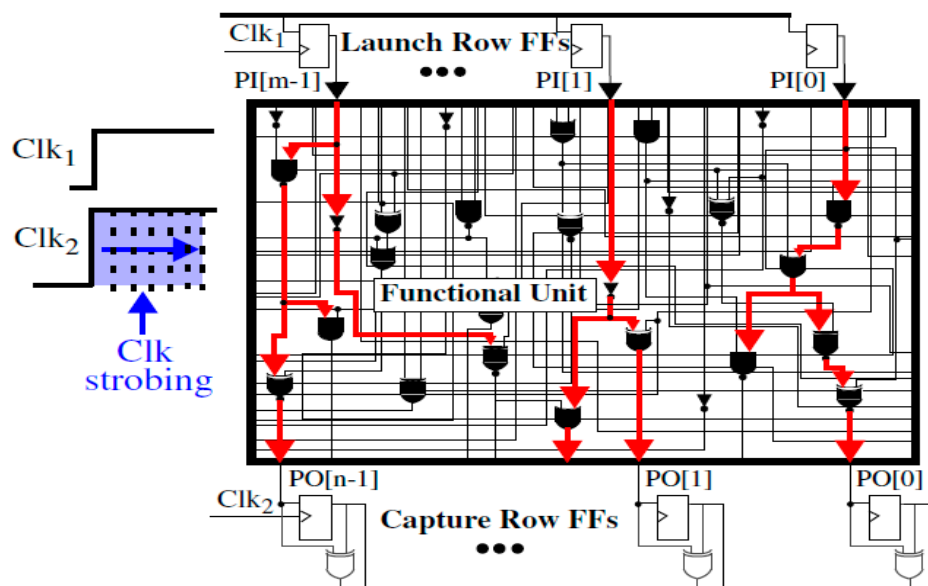 Clk1
Launch Row FFs
PI[m-1]
PI[1]
PI[0]
Clk1
Clk2
Functional Unit
Clk
strobing
PO[n-1]
PO[1]
PO[0]
Clk2
Capture Row FFs